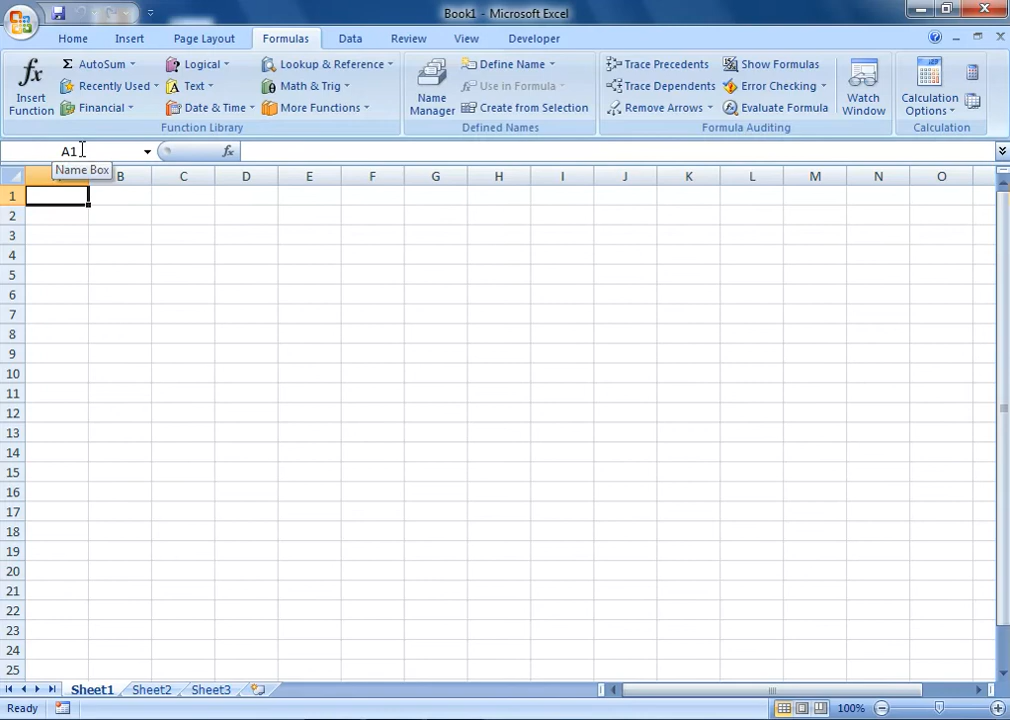 Book1 - Microsoft Excel
Home Insert Page Layout Formulas Data Review View Developer
fx Insert Function
Σ AutoSum
Recently Used
Financial
Logical
A Text
Date & Time
Lookup & Reference
θ Math & Trig
More Functions
Function Library
Name Manager
Define Name
Use in Formula
Create from Selection
Defined Names
Trace Precedents
Trace Dependents
Remove Arrows
Show Formulas
Error Checking
Evaluate Formula
Watch Window
Formula Auditing
Calculation Options
Calculation
A1 fx
Name Box
B C D E F G H I J K L M N O
1
2
3
4
5
6
7
8
9
10
11
12
13
14
15
16
17
18
19
20
21
22
23
24
25
Sheet1 Sheet2 Sheet3
Ready 100%